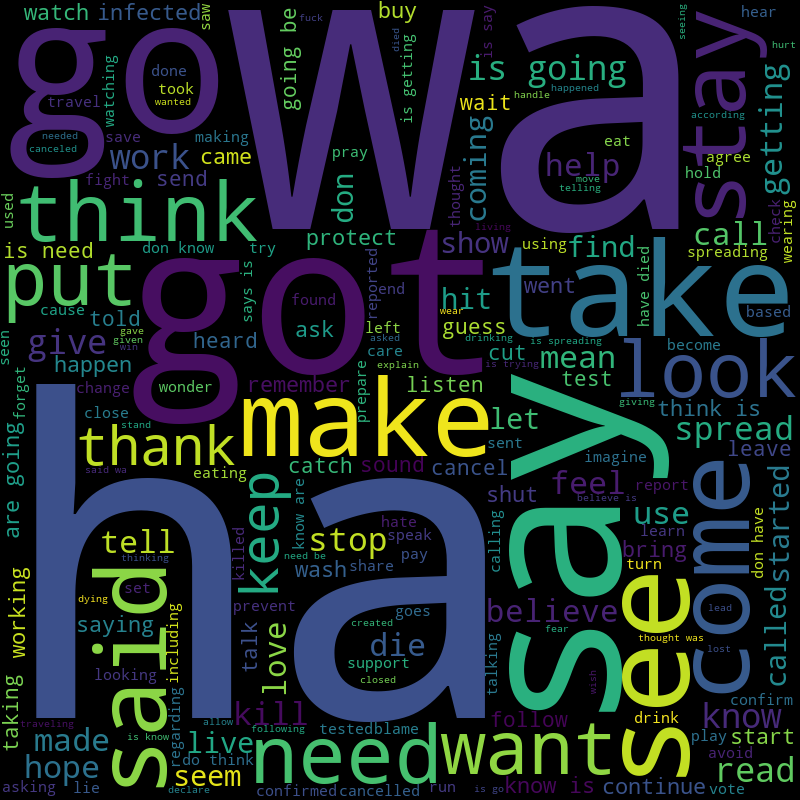 watch
infected
saw
go
wa
going be
buy
fuck
died
is getting
is say
is going
stay
seeing
hear
hurt
getting
travel
watching
done
took
wanted
wait
handle
happened
according
needed
canceled
save
making
work
came
send
fight
pray
don
thought
coming
eat
help
move
telling
living
agree
hold
check
wearing
used
think
is need
don know
try
protect
show
using
find
call
spreading
put
got
take
says is
reported
end
hit
went
have died
based
cause
told
found
wear
seen
gave
given
win
heard
ask
left
asked
care
drinking
guess
is spreading
cut
mean
become
look
give
happen
forget
change
wonder
remember
prepare
explain
is trying
listen
test
giving
think is
close
stand
make
let
say
spread
are going
thank
said wa
eating
catch
sound
cancel
sent
imagine
leave
ha
keep
know are
hate
speak
killed
shut
feel
believe is
report
see
come
called
started
don have
tell
thinking
stop
need be
pay
calling
use
learn
bring
working
said
set
dying
wash
share
prevent
created
goes
believe
turn
lead
fear
thought was
lost
saying
including
talk
love
die
support
closed
talking
wish
confirm
taking
looking
traveling
kill
allow
following
follow
drink
know
play
avoid
made
is know
regarding
live
do think
need
tested
blame
want
start
hope
seem
know is
continue
read
asking
lie
declare
confirmed
cancelled
run
is go
vote